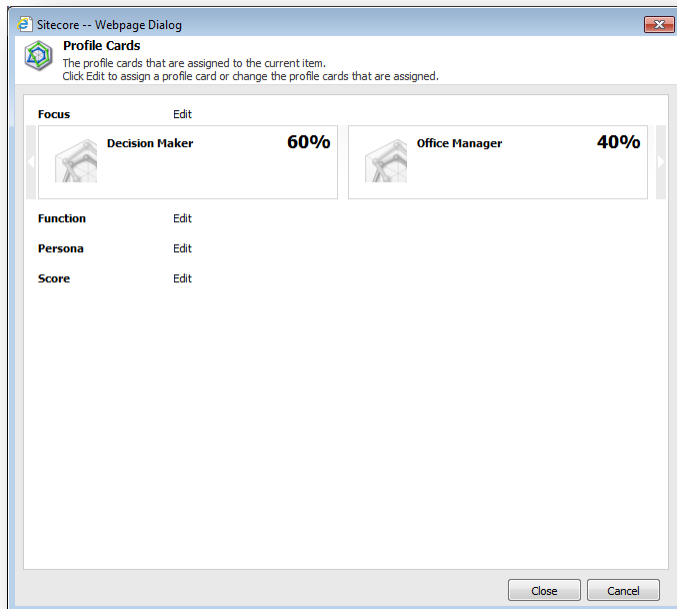 Sitecore -- Webpage Dialog
Profile Cards
The profile cards that are assigned to the current item.
Click Edit to assign a profile card or change the profile cards that are assigned.
Focus Edit
Decision Maker 60% Office Manager 40%
Function Edit
Persona Edit
Score Edit
Close Cancel